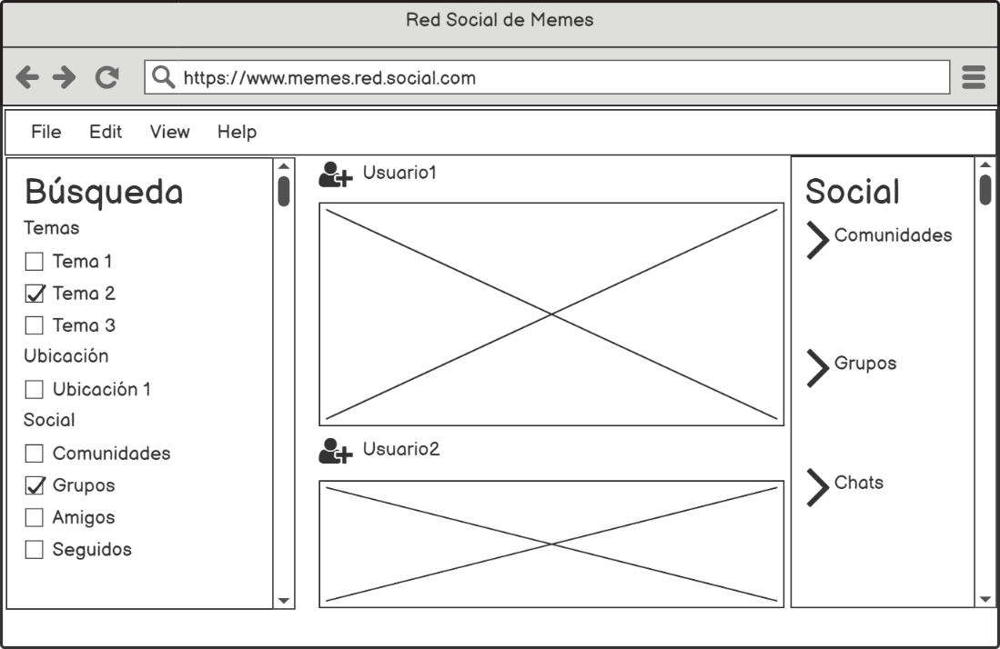 Red Social de Memes
https://www.memes.red.social.com
File Edit View Help
Búsqueda
Temas
Tema 1
Tema 2
Tema 3
Ubicación
Ubicación 1
Social
Comunidades
Grupos
Amigos
Seguidos
Usuario1
Usuario2
Social
Comunidades
Grupos
Chats